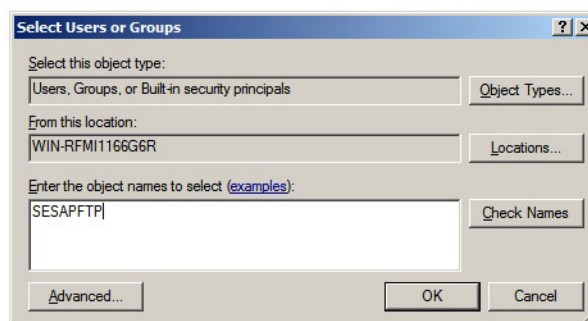 Select Users or Groups
Select this object type:
Users, Groups, or Built-in security principals
Object Types...
From this location:
WIN-RFMI1166G6R
Locations...
Enter the object names to select (examples):
SESAPFTP
Check Names
Advanced...
OK
Cancel